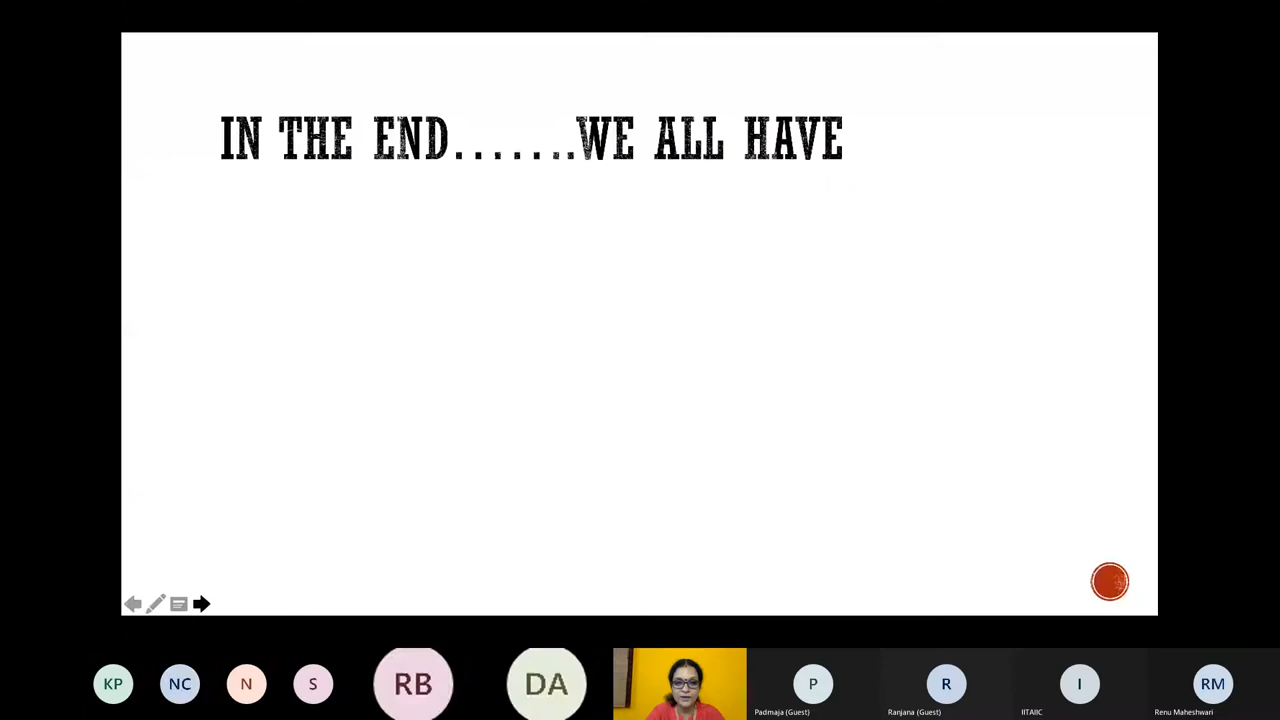 IN THE END.......WE ALL HAVE
KP
NC
N
S
RB
DA
P
R
I
RM
Padmaja (Guest)
Ranjana (Guest)
IITAIIC
Renu Maheshwari